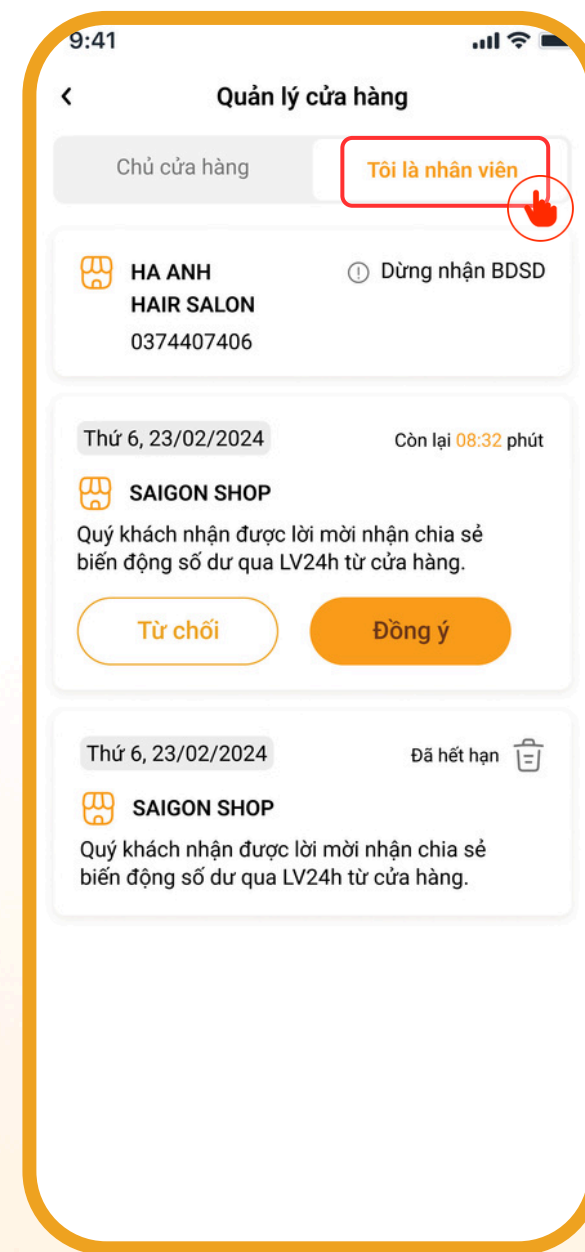 9:41
Quản lý cửa hàng
Chủ cửa hàng
Tôi là nhân viên
HA ANH
HAIR SALON
0374407406
Dừng nhận BDSD
Thứ 6, 23/02/2024
Còn lại 08:32 phút
SAIGON SHOP
Quý khách nhận được lời mời nhận chia sẻ
biến động số dư qua LV24h từ cửa hàng.
Từ chối
Đồng ý
Thứ 6, 23/02/2024
Đã hết hạn
SAIGON SHOP
Quý khách nhận được lời mời nhận chia sẻ
biến động số dư qua LV24h từ cửa hàng.